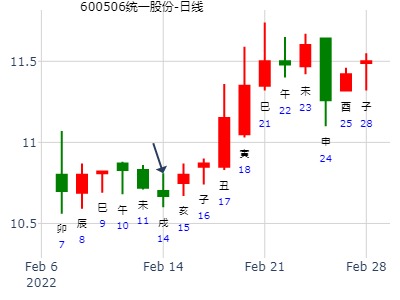 600506统一股份-日线
11.5
11
10.5
卯
7
辰
8
巳
9
午
10
未
11
戌
14
亥
15
子
16
丑
17
寅
18
巳
21
午
22
未
23
申
24
酉
25
子
28
Feb 6
2022
Feb 14
Feb 21
Feb 28